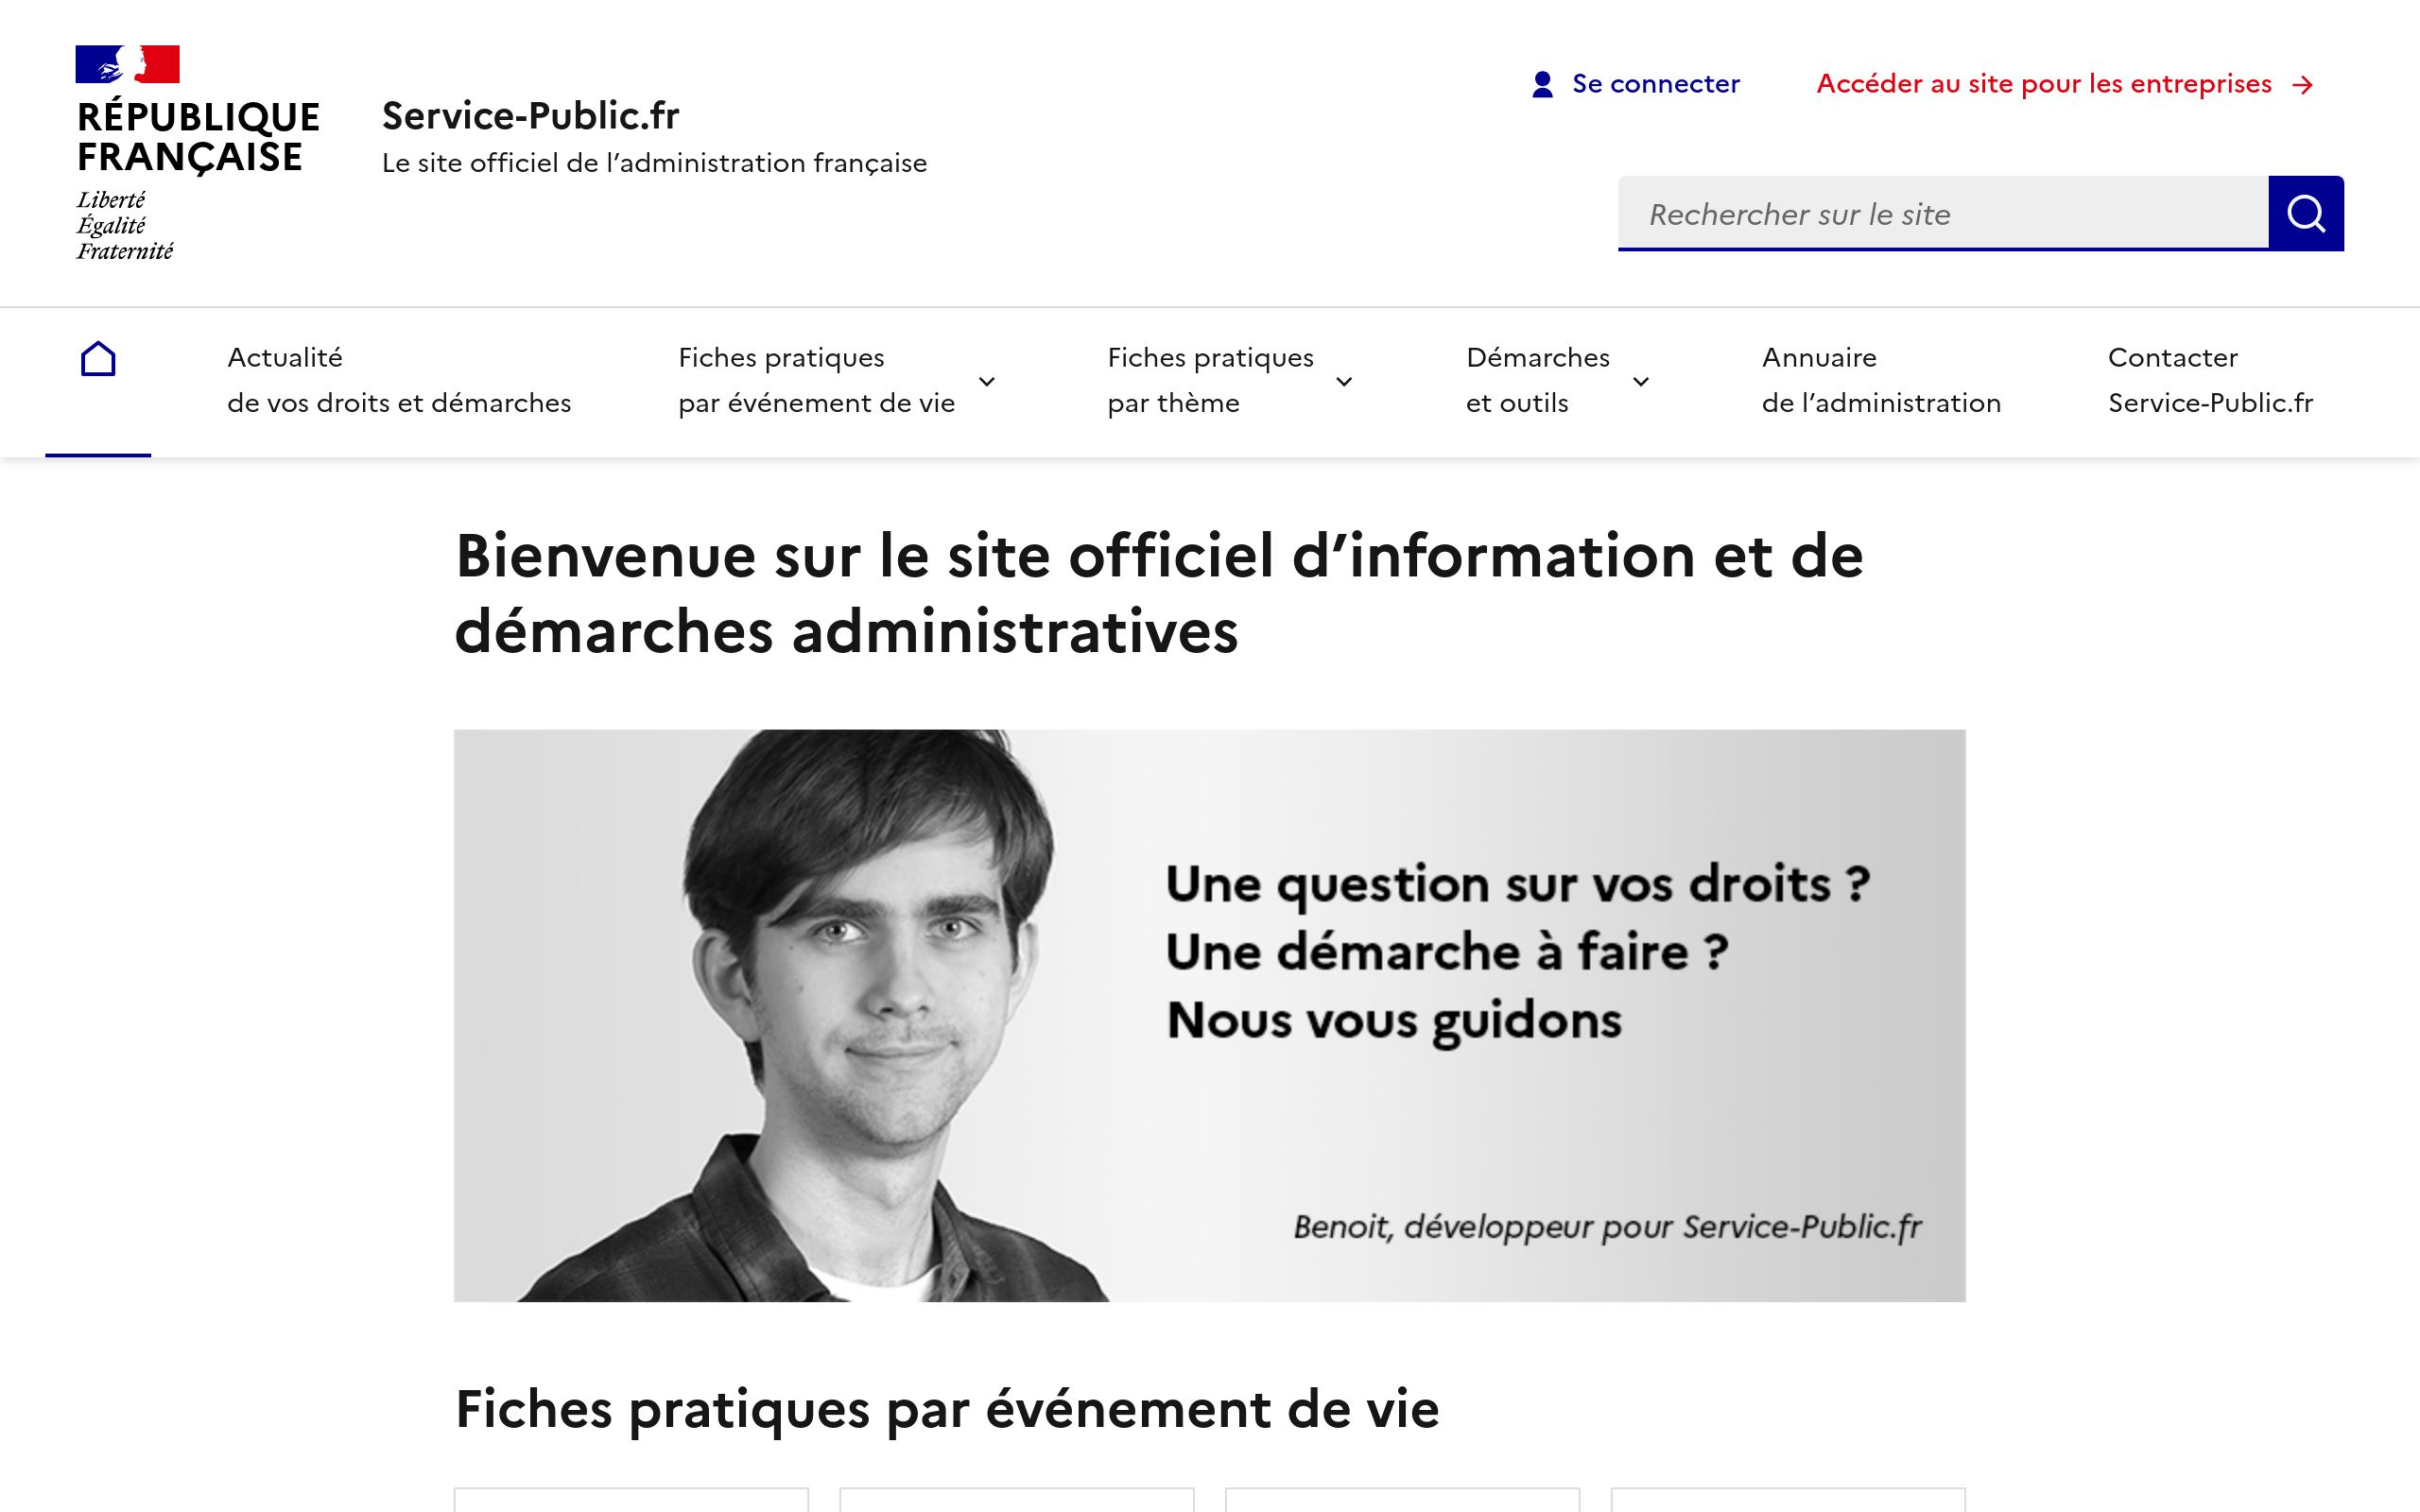 RÉPUBLIQUE
FRANÇAISE
Liberté
Égalité
Fraternité
Service-Public.fr
Le site officiel de l’administration française
Se connecter
Accéder au site pour les entreprises
Rechercher sur le site
Actualité
de vos droits et démarches
Fiches pratiques
par événement de vie
Fiches pratiques
par thème
Démarches
et outils
Annuaire
de l’administration
Contacter
Service-Public.fr
Bienvenue sur le site officiel d’information et de
démarches administratives
Une question sur vos droits ?
Une démarche à faire ?
Nous vous guidons
Benoit, développeur pour Service-Public.fr
Fiches pratiques par événement de vie